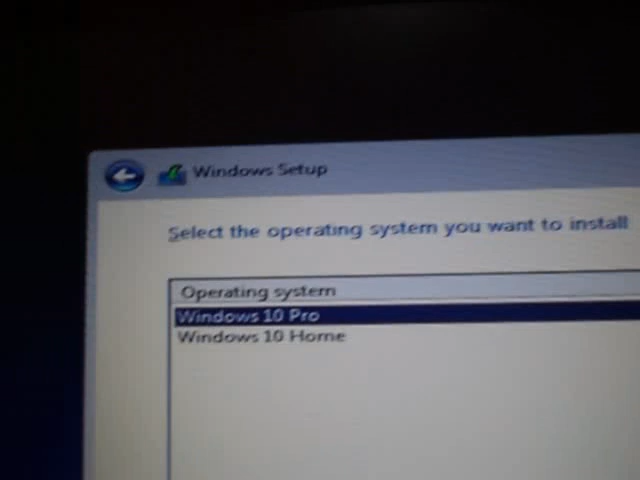 Windows Setup
Select the operating system you want to install
Operating system
Windows 10 Pro
Windows 10 Home